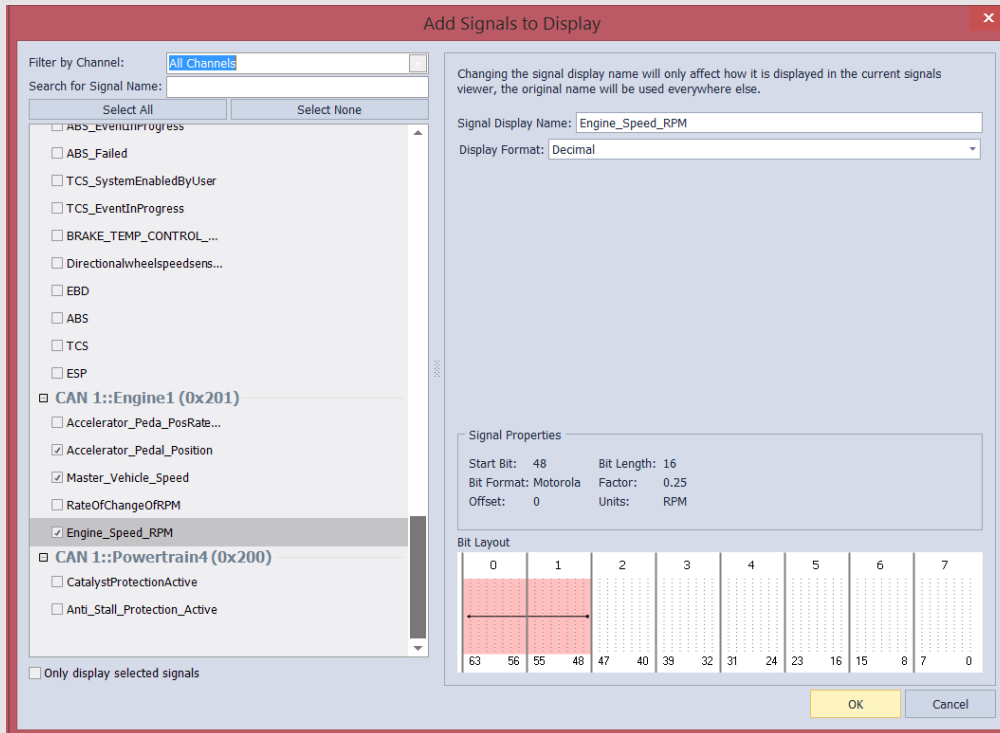 Add Signals to Display
Filter by Channel: All Channels
Search for Signal Name:
Select All Select None
ABS_EventInProgress
ABS_Failed
TCS_SystemEnabledByUser
TCS_EventInProgress
BRAKE_TEMP_CONTROL_...
Directionalwheelspeedsens...
EBD
ABS
TCS
ESP
CAN 1::Engine1 (0x201)
Accelerator_Peda_PosRate...
Accelerator_Pedal_Position
Master_Vehicle_Speed
RateOfChangeOfRPM
Engine_Speed_RPM
CAN 1::Powertrain4 (0x200)
CatalystProtectionActive
Anti_Stall_Protection_Active
Only display selected signals
Changing the signal display name will only affect how it is displayed in the current signals
viewer, the original name will be used everywhere else.
Signal Display Name: Engine_Speed_RPM
Display Format: Decimal
Signal Properties
Start Bit: 48 Bit Length: 16
Bit Format: Motorola Factor: 0.25
Offset: 0 Units: RPM
Bit Layout
0 1 2 3 4 5 6 7
63 56 55 48 47 40 39 32 31 24 23 16 15 8 7 0
OK Cancel